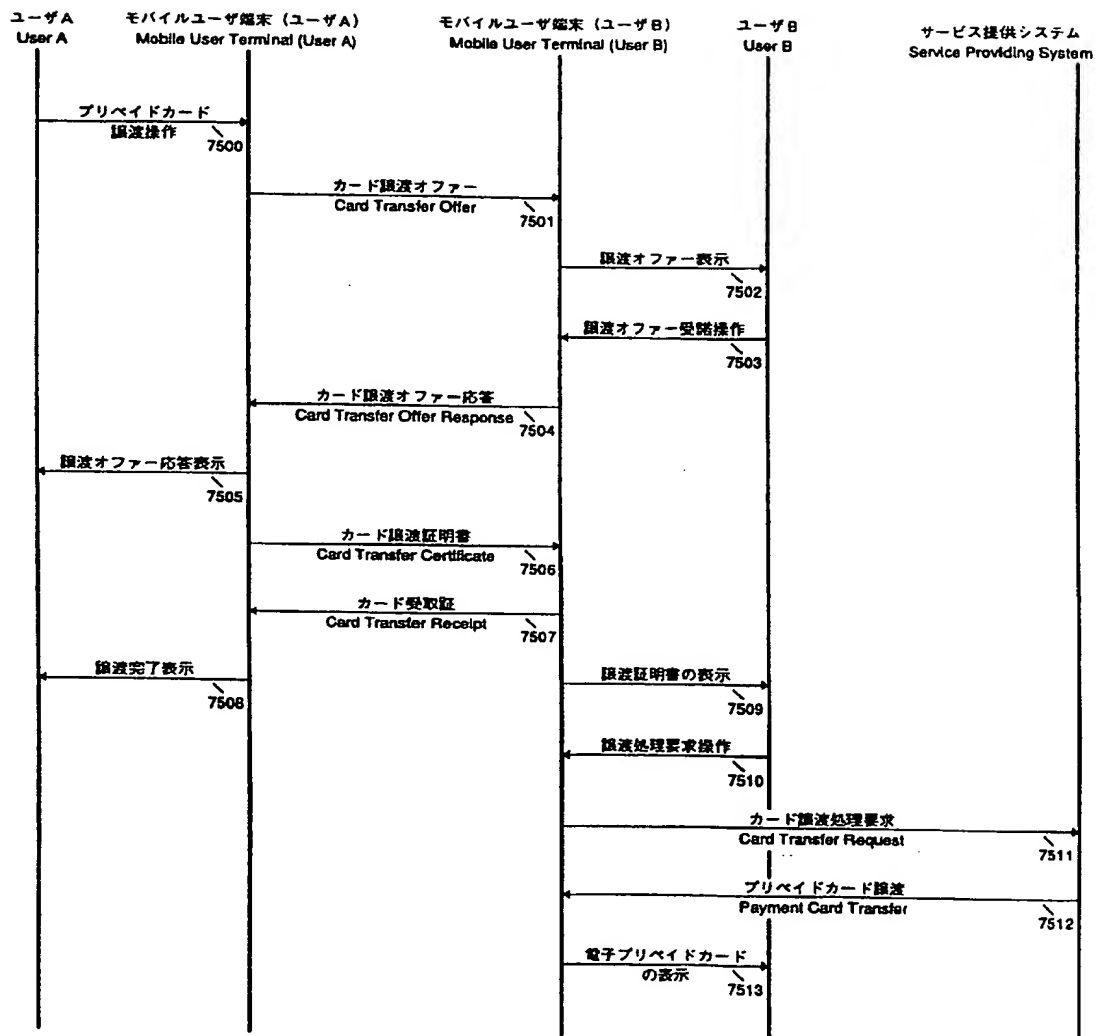 ユーザA
User A
モバイルユーザ端末（ユーザA）
Mobile User Terminal (User A)
モバイルユーザ端末（ユーザB）
Mobile User Terminal (User B)
ユーザB
User B
サービス提供システム
Service Providing System
プリペイドカード
譲渡操作
7500
カード譲渡オファー
Card Transfer Offer
7501
譲渡オファー表示
7502
譲渡オファー受諾操作
7503
カード譲渡オファー応答
Card Transfer Offer Response
7504
譲渡オファー応答表示
7505
カード譲渡証明書
Card Transfer Certificate
7506
カード受取証
Card Transfer Receipt
7507
譲渡完了表示
7508
譲渡証明書の表示
7509
譲渡処理要求操作
7510
カード譲渡処理要求
Card Transfer Request
7511
プリペイドカード譲渡
Payment Card Transfer
7512
電子プリペイドカード
の表示
7513